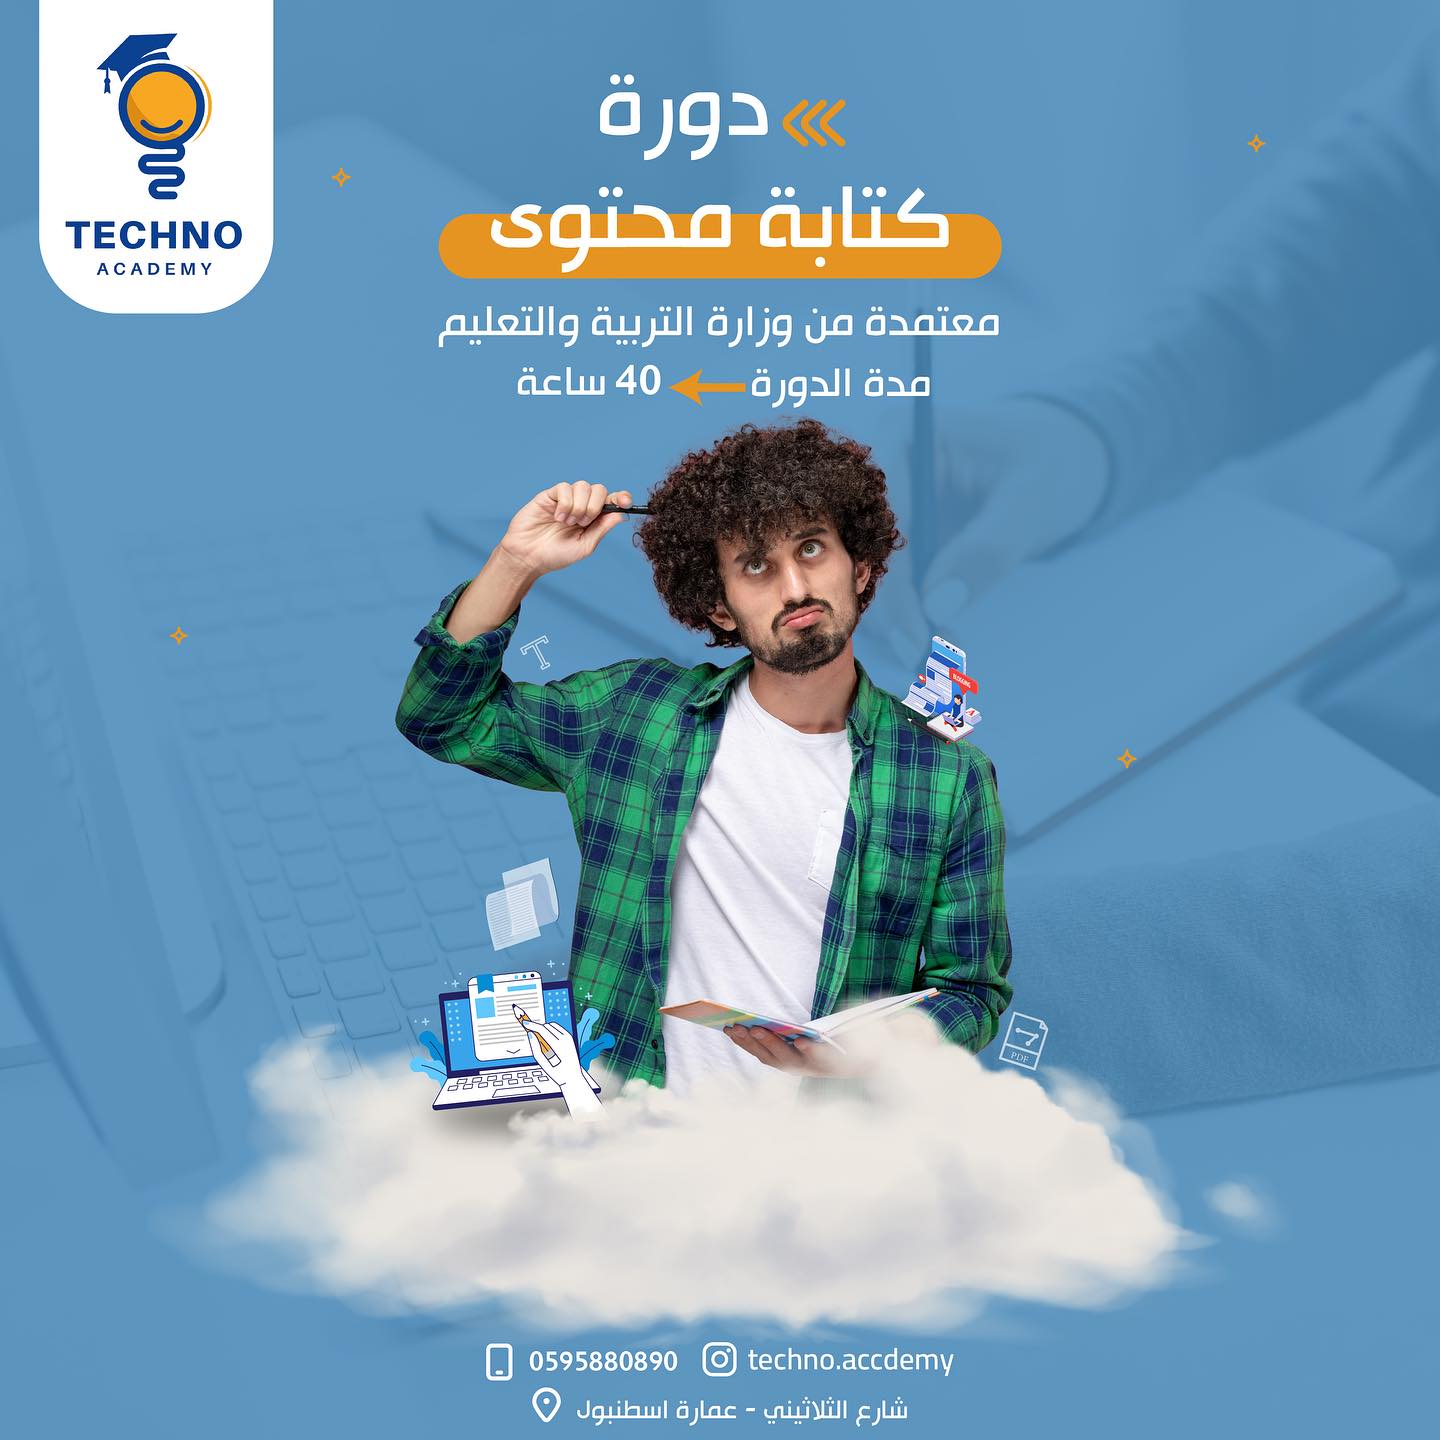 TECHNO
ACADEMY
دورة
كتابة محتوى
معتمدة من وزارة التربية والتعليم
مدة الدورة 40 ساعة
T
BLOGGING
A
PDF
0595880890 techno.accdemy
شارع الثلاثيني - عمارة اسطنبول